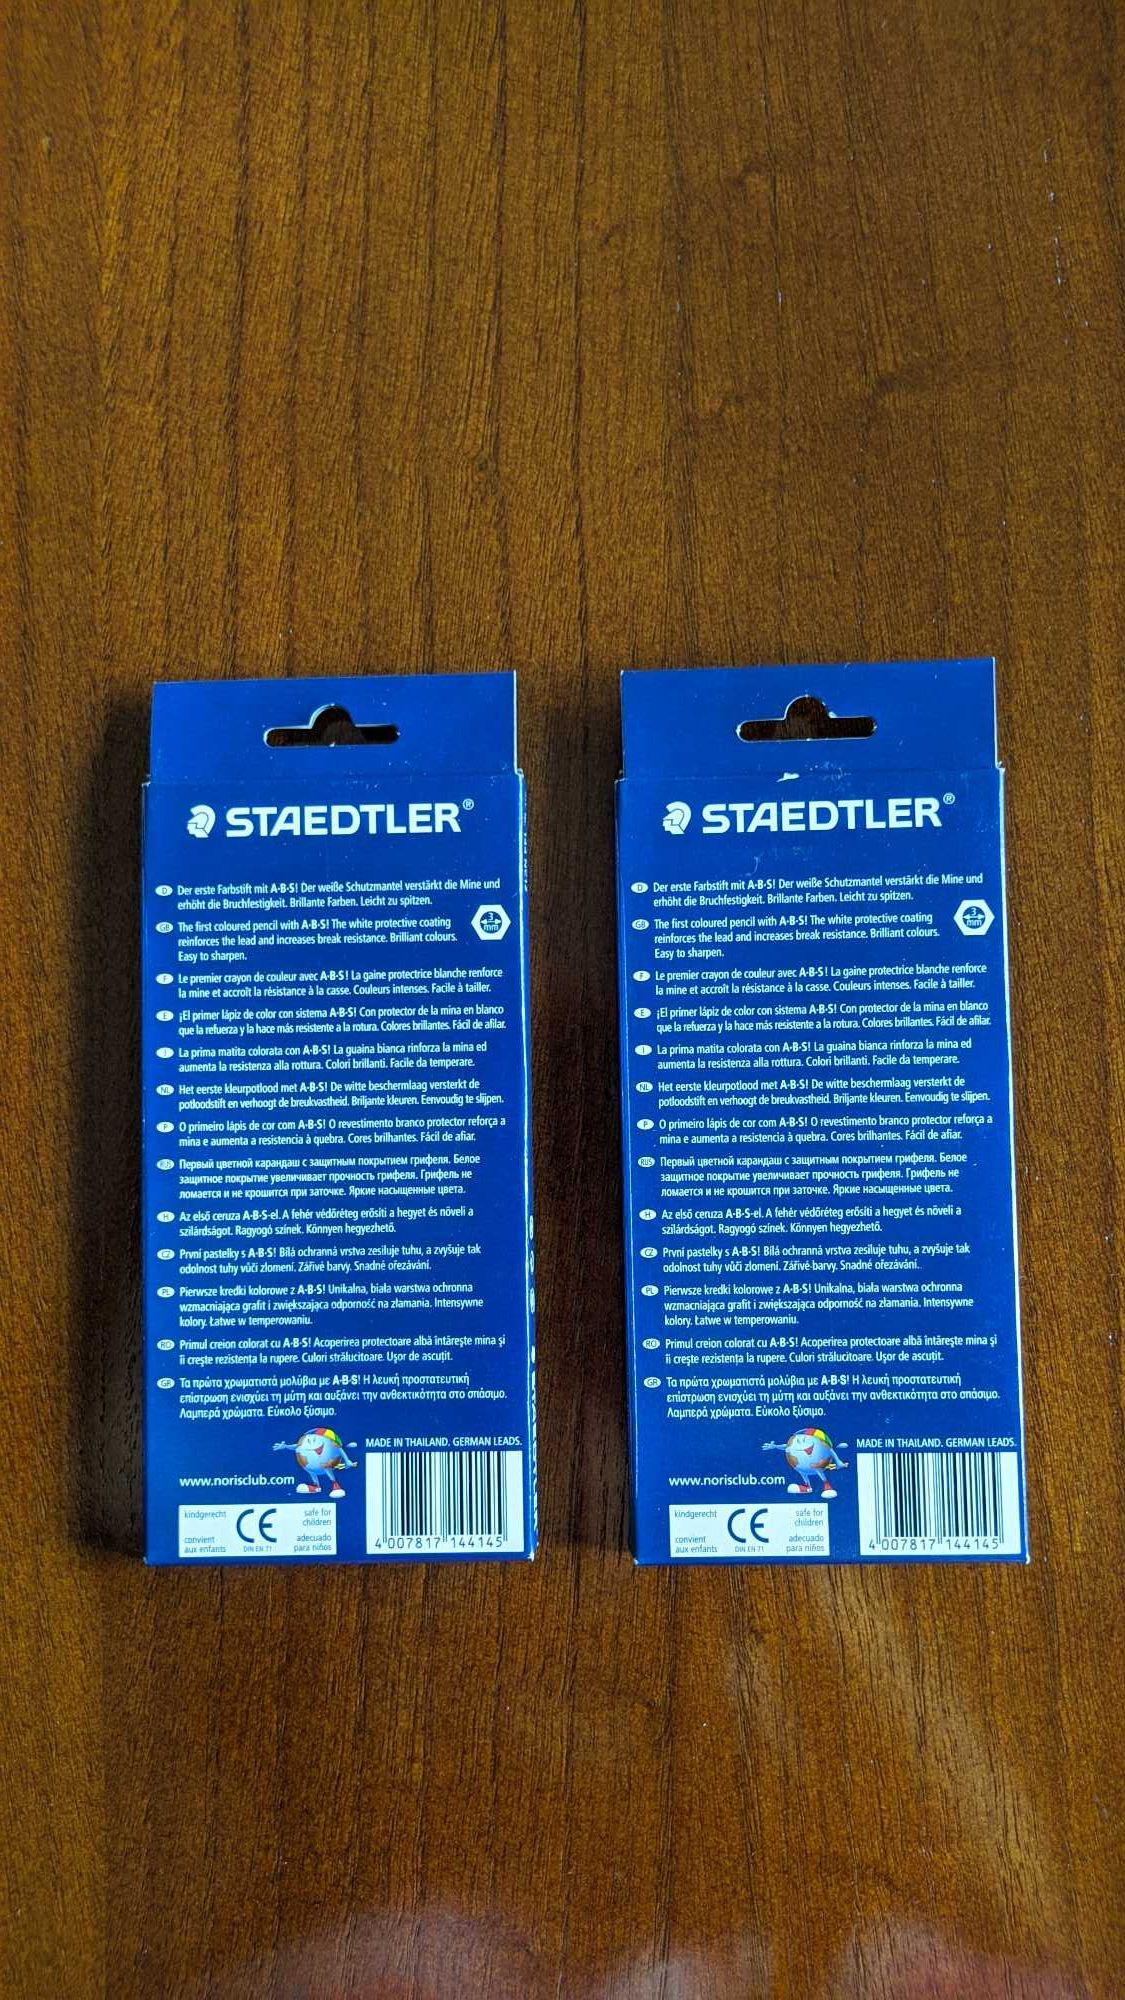 STAEDTLER®
D Der erste Farbstift mit A·B·S! Der weiße Schutzmantel verstärkt die Mine und
erhöht die Bruchfestigkeit. Brillante Farben. Leicht zu spitzen.
GB The first coloured pencil with A·B·S! The white protective coating
reinforces the lead and increases break resistance. Brilliant colours.
Easy to sharpen.
3
mm
F Le premier crayon de couleur avec A·B·S! La gaine protectrice blanche renforce
la mine et accroît la résistance à la casse. Couleurs intenses. Facile à tailler.
E ¡El primer lápiz de color con sistema A·B·S! Con protector de la mina en blanco
que la refuerza y la hace más resistente a la rotura. Colores brillantes. Fácil de afilar.
I La prima matita colorata con A·B·S! La guaina bianca rinforza la mina ed
aumenta la resistenza alla rottura. Colori brillanti. Facile da temperare.
NL Het eerste kleurpotlood met A·B·S! De witte beschermlaag versterkt de
potloodstift en verhoogt de breukvastheid. Briljante kleuren. Eenvoudig te slijpen.
P O primeiro lápis de cor com A·B·S! O revestimento branco protector reforça a
mina e aumenta a resistencia à quebra. Cores brilhantes. Fácil de afiar.
RUS Первый цветной карандаш с защитным покрытием грифеля. Белое
защитное покрытие увеличивает прочность грифеля. Грифель не
ломается и не крошится при заточке. Яркие насыщенные цвета.
H Az első ceruza A·B·S-el. A fehér védőréteg erősíti a hegyet és növeli a
szilárdságot. Ragyogó színek. Könnyen hegyezhető.
CZ První pastelky s A·B·S! Bílá ochranná vrstva zesiluje tuhu, a zvyšuje tak
odolnost tuhy vůči zlomení. Zářivé barvy. Snadné ořezávání.
PL Pierwsze kredki kolorowe z A·B·S! Unikalna, biała warstwa ochronna
wzmacniająca grafit i zwiększająca odporność na złamania. Intensywne
kolory. Łatwe w temperowaniu.
RO Primul creion colorat cu A·B·S! Acoperirea protectoare albă întăreşte mina şi
îi creşte rezistenţa la rupere. Culori strălucitoare. Uşor de ascuţit.
GR Τα πρώτα χρωματιστά μολύβια με A·B·S! Η λευκή προστατευτική
επίστρωση ενισχύει τη μύτη και αυξάνει την ανθεκτικότητα στο σπάσιμο.
Λαμπερά χρώματα. Εύκολο ξύσιμο.
MADE IN THAILAND. GERMAN LEADS.
www.norisclub.com
kindgerecht
safe for
children
CE
convient
aux enfants
DIN EN 71
adecuado
para niños
4 007817 144145
STAEDTLER®
D Der erste Farbstift mit A·B·S! Der weiße Schutzmantel verstärkt die Mine und
erhöht die Bruchfestigkeit. Brillante Farben. Leicht zu spitzen.
GB The first coloured pencil with A·B·S! The white protective coating
reinforces the lead and increases break resistance. Brilliant colours.
Easy to sharpen.
3
mm
F Le premier crayon de couleur avec A·B·S! La gaine protectrice blanche renforce
la mine et accroît la résistance à la casse. Couleurs intenses. Facile à tailler.
E ¡El primer lápiz de color con sistema A·B·S! Con protector de la mina en blanco
que la refuerza y la hace más resistente a la rotura. Colores brillantes. Fácil de afilar.
I La prima matita colorata con A·B·S! La guaina bianca rinforza la mina ed
aumenta la resistenza alla rottura. Colori brillanti. Facile da temperare.
NL Het eerste kleurpotlood met A·B·S! De witte beschermlaag versterkt de
potloodstift en verhoogt de breukvastheid. Briljante kleuren. Eenvoudig te slijpen.
P O primeiro lápis de cor com A·B·S! O revestimento branco protector reforça a
mina e aumenta a resistencia à quebra. Cores brilhantes. Fácil de afiar.
RUS Первый цветной карандаш с защитным покрытием грифеля. Белое
защитное покрытие увеличивает прочность грифеля. Грифель не
ломается и не крошится при заточке. Яркие насыщенные цвета.
H Az első ceruza A·B·S-el. A fehér védőréteg erősíti a hegyet és növeli a
szilárdságot. Ragyogó színek. Könnyen hegyezhető.
CZ První pastelky s A·B·S! Bílá ochranná vrstva zesiluje tuhu, a zvyšuje tak
odolnost tuhy vůči zlomení. Zářivé barvy. Snadné ořezávání.
PL Pierwsze kredki kolorowe z A·B·S! Unikalna, biała warstwa ochronna
wzmacniająca grafit i zwiększająca odporność na złamania. Intensywne
kolory. Łatwe w temperowaniu.
RO Primul creion colorat cu A·B·S! Acoperirea protectoare albă întăreşte mina şi
îi creşte rezistenţa la rupere. Culori strălucitoare. Uşor de ascuţit.
GR Τα πρώτα χρωματιστά μολύβια με A·B·S! Η λευκή προστατευτική
επίστρωση ενισχύει τη μύτη και αυξάνει την ανθεκτικότητα στο σπάσιμο.
Λαμπερά χρώματα. Εύκολο ξύσιμο.
MADE IN THAILAND. GERMAN LEADS.
www.norisclub.com
kindgerecht
safe for
children
CE
convient
aux enfants
DIN EN 71
adecuado
para niños
4 007817 144145